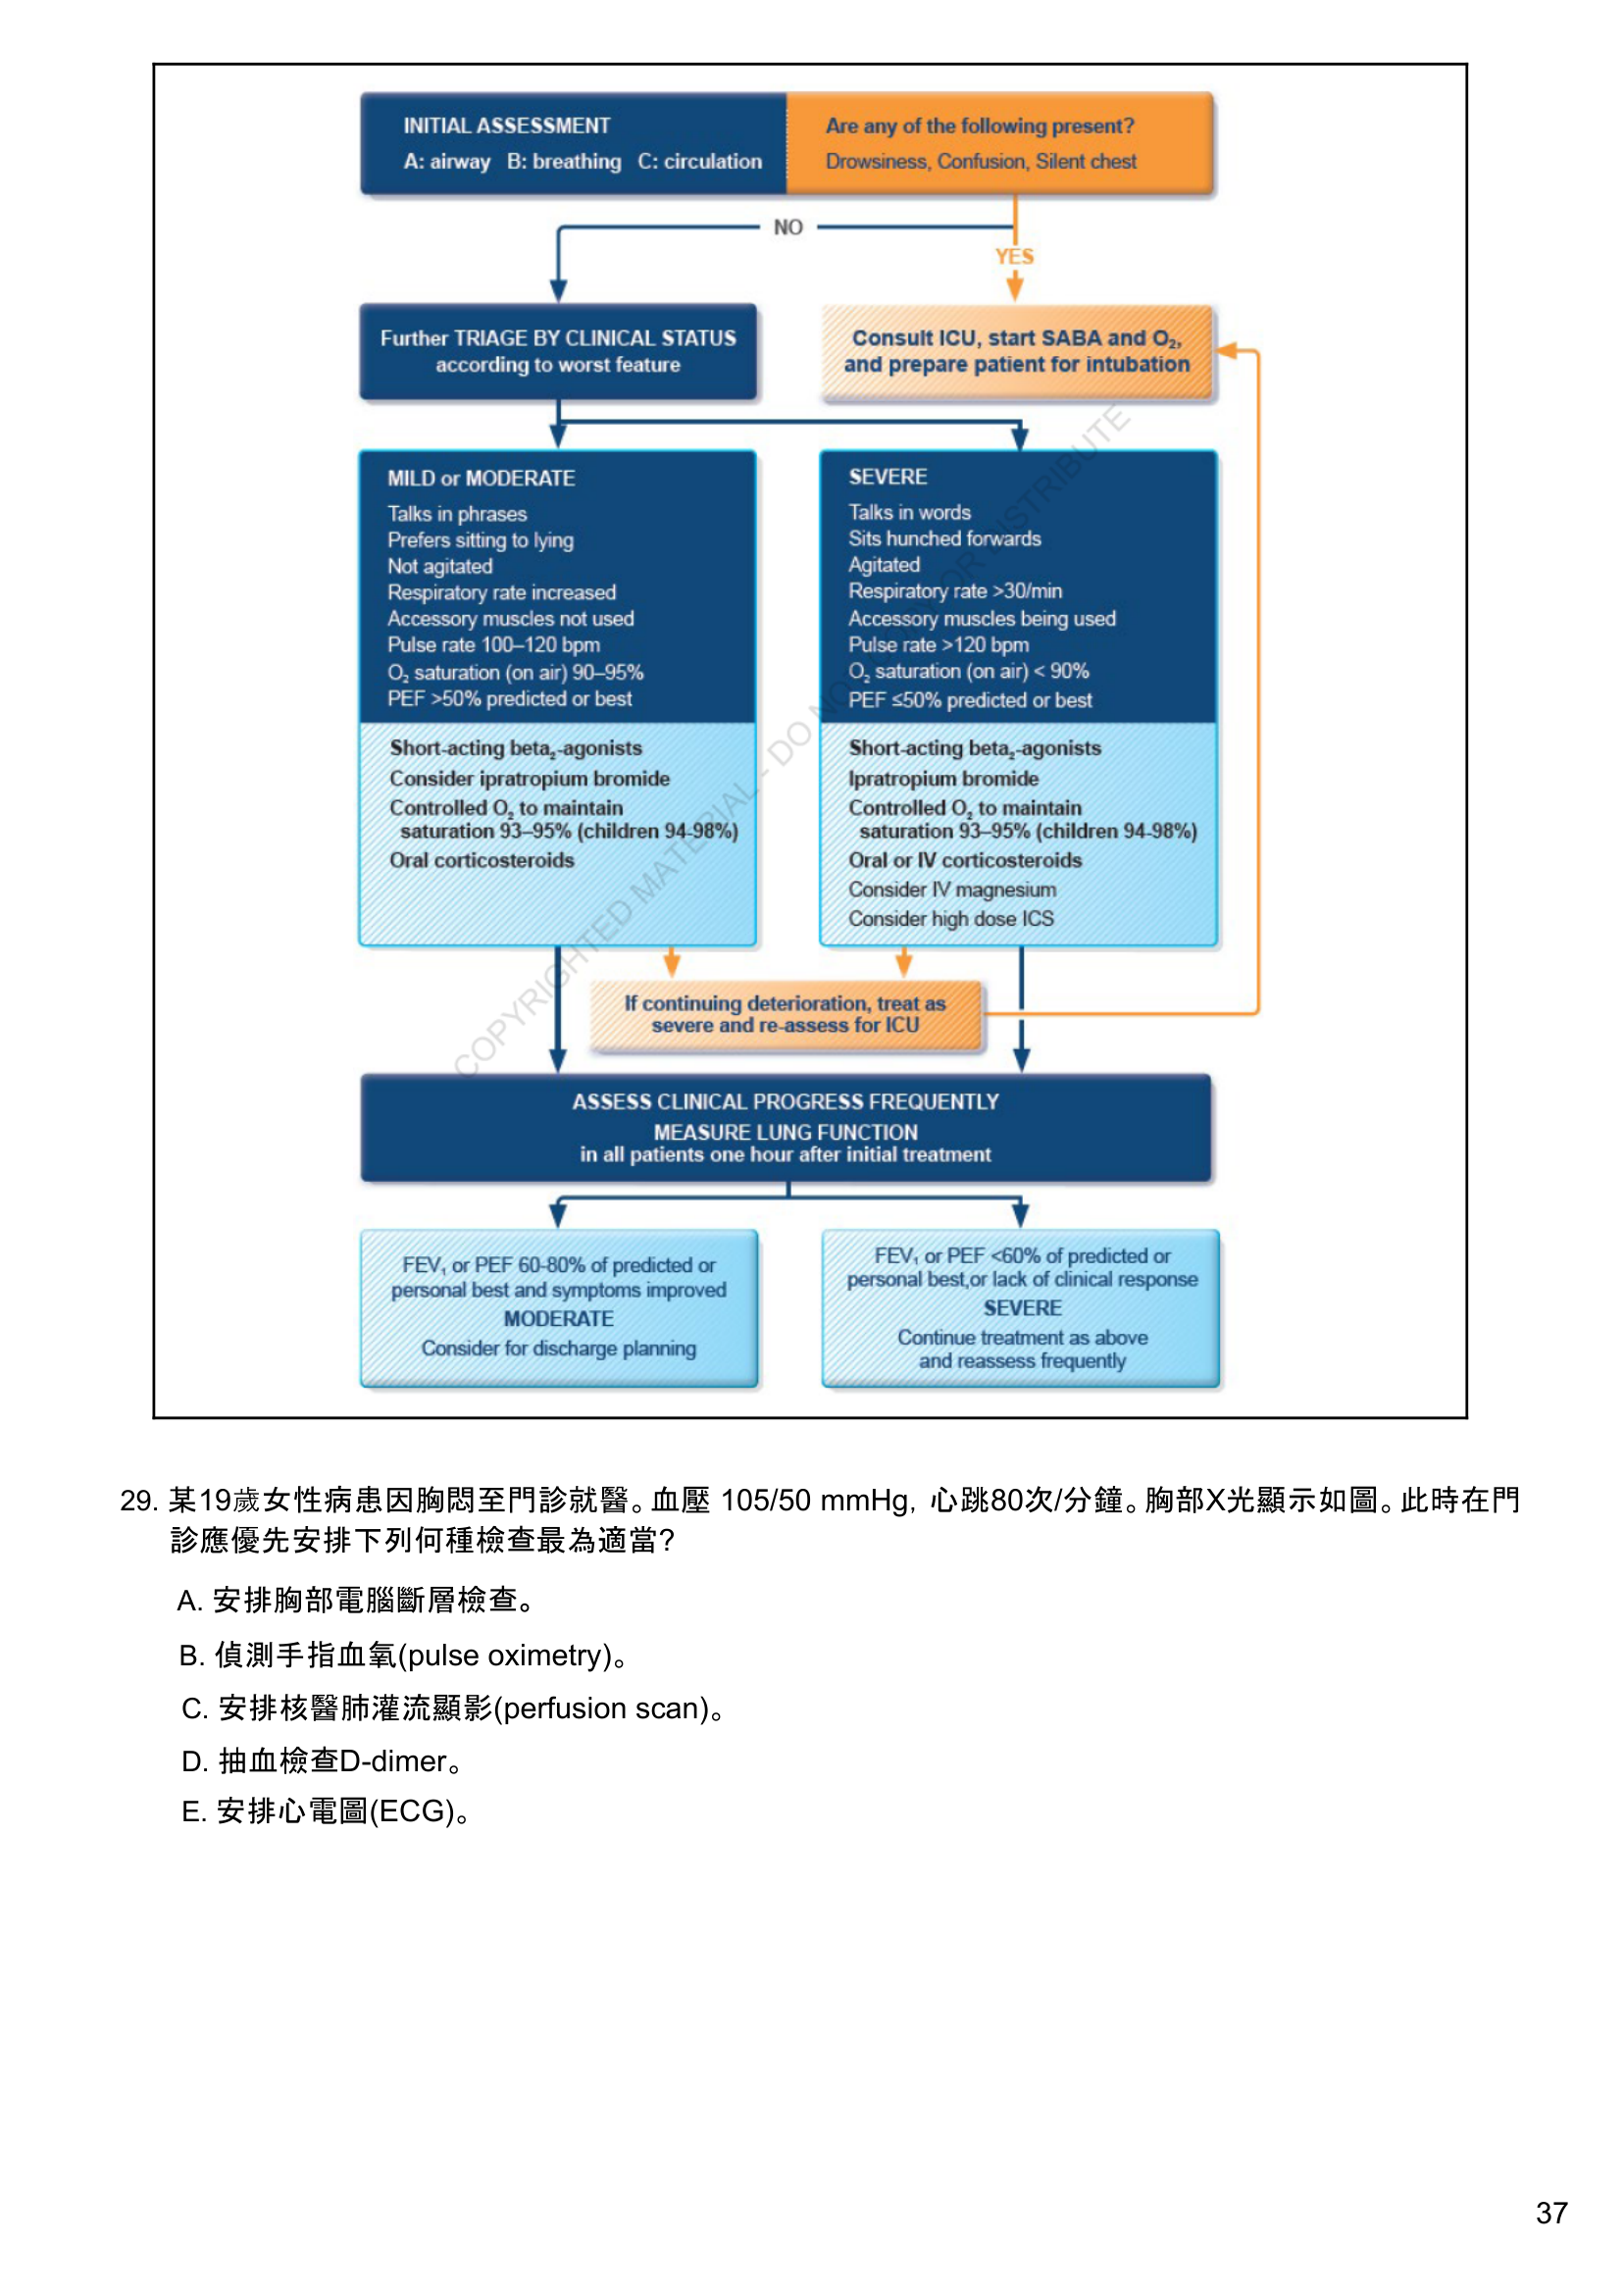 INITIAL ASSESSMENT
A: airway B: breathing C: circulation
Are any of the following present?
Drowsiness, Confusion, Silent chest
NO
YES
Further TRIAGE BY CLINICAL STATUS
according to worst feature
Consult ICU, start SABA and O₂,
and prepare patient for intubation
MILD or MODERATE
Talks in phrases
Prefers sitting to lying
Not agitated
Respiratory rate increased
Accessory muscles not used
Pulse rate 100–120 bpm
O₂ saturation (on air) 90–95%
PEF >50% predicted or best
Short-acting beta₂-agonists
Consider ipratropium bromide
Controlled O₂ to maintain
saturation 93–95% (children 94-98%)
Oral corticosteroids
SEVERE
Talks in words
Sits hunched forwards
Agitated
Respiratory rate >30/min
Accessory muscles being used
Pulse rate >120 bpm
O₂ saturation (on air) < 90%
PEF ≤50% predicted or best
Short-acting beta₂-agonists
Ipratropium bromide
Controlled O₂ to maintain
saturation 93–95% (children 94-98%)
Oral or IV corticosteroids
Consider IV magnesium
Consider high dose ICS
If continuing deterioration, treat as
severe and re-assess for ICU
ASSESS CLINICAL PROGRESS FREQUENTLY
MEASURE LUNG FUNCTION
in all patients one hour after initial treatment
FEV₁ or PEF 60-80% of predicted or
personal best and symptoms improved
MODERATE
Consider for discharge planning
FEV₁ or PEF <60% of predicted or
personal best,or lack of clinical response
SEVERE
Continue treatment as above
and reassess frequently
COPYRIGHTED MATERIAL - DO NOT COPY OR DISTRIBUTE
29. 某19歲女性病患因胸悶至門診就醫。血壓 105/50 mmHg, 心跳80次/分鐘。胸部X光顯示如圖。此時在門
診應優先安排下列何種檢查最為適當?
A. 安排胸部電腦斷層檢查。
B. 偵測手指血氧(pulse oximetry)。
C. 安排核醫肺灌流顯影(perfusion scan)。
D. 抽血檢查D-dimer。
E. 安排心電圖(ECG)。
37